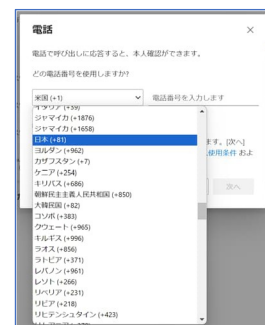 電話
電話で呼び出しに応答すると、本人確認ができます。
どの電話番号を使用しますか?
米国 (+1)
電話番号を入力します
イタリア (+39)
ジャマイカ (+1876)
ジャマイカ (+1658)
日本 (+81)
ヨルダン (+962)
カザフスタン (+7)
ケニア (+254)
キリバス (+686)
朝鮮民主主義人民共和国 (+850)
大韓民国 (+82)
コソボ (+383)
クウェート (+965)
キルギス (+996)
ラオス (+856)
ラトビア (+371)
レバノン (+961)
レソト (+266)
リベリア (+231)
リビア (+218)
リヒテンシュタイン (+423)
ます。[次へ]
使用条件 およ
次へ